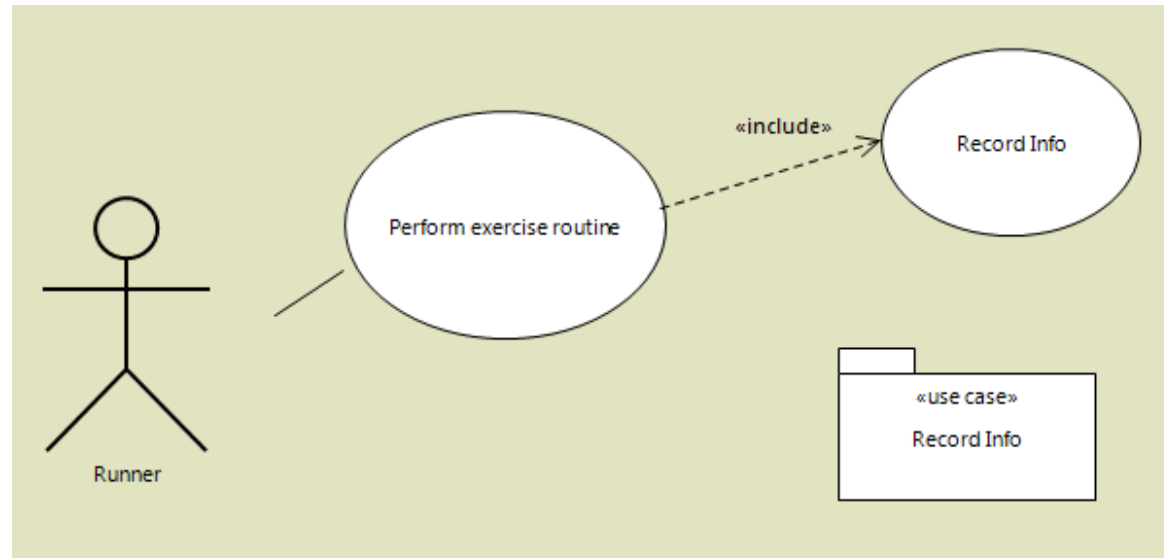 «include»
Record Info
Perform exercise routine
«use case»
Record Info
Runner